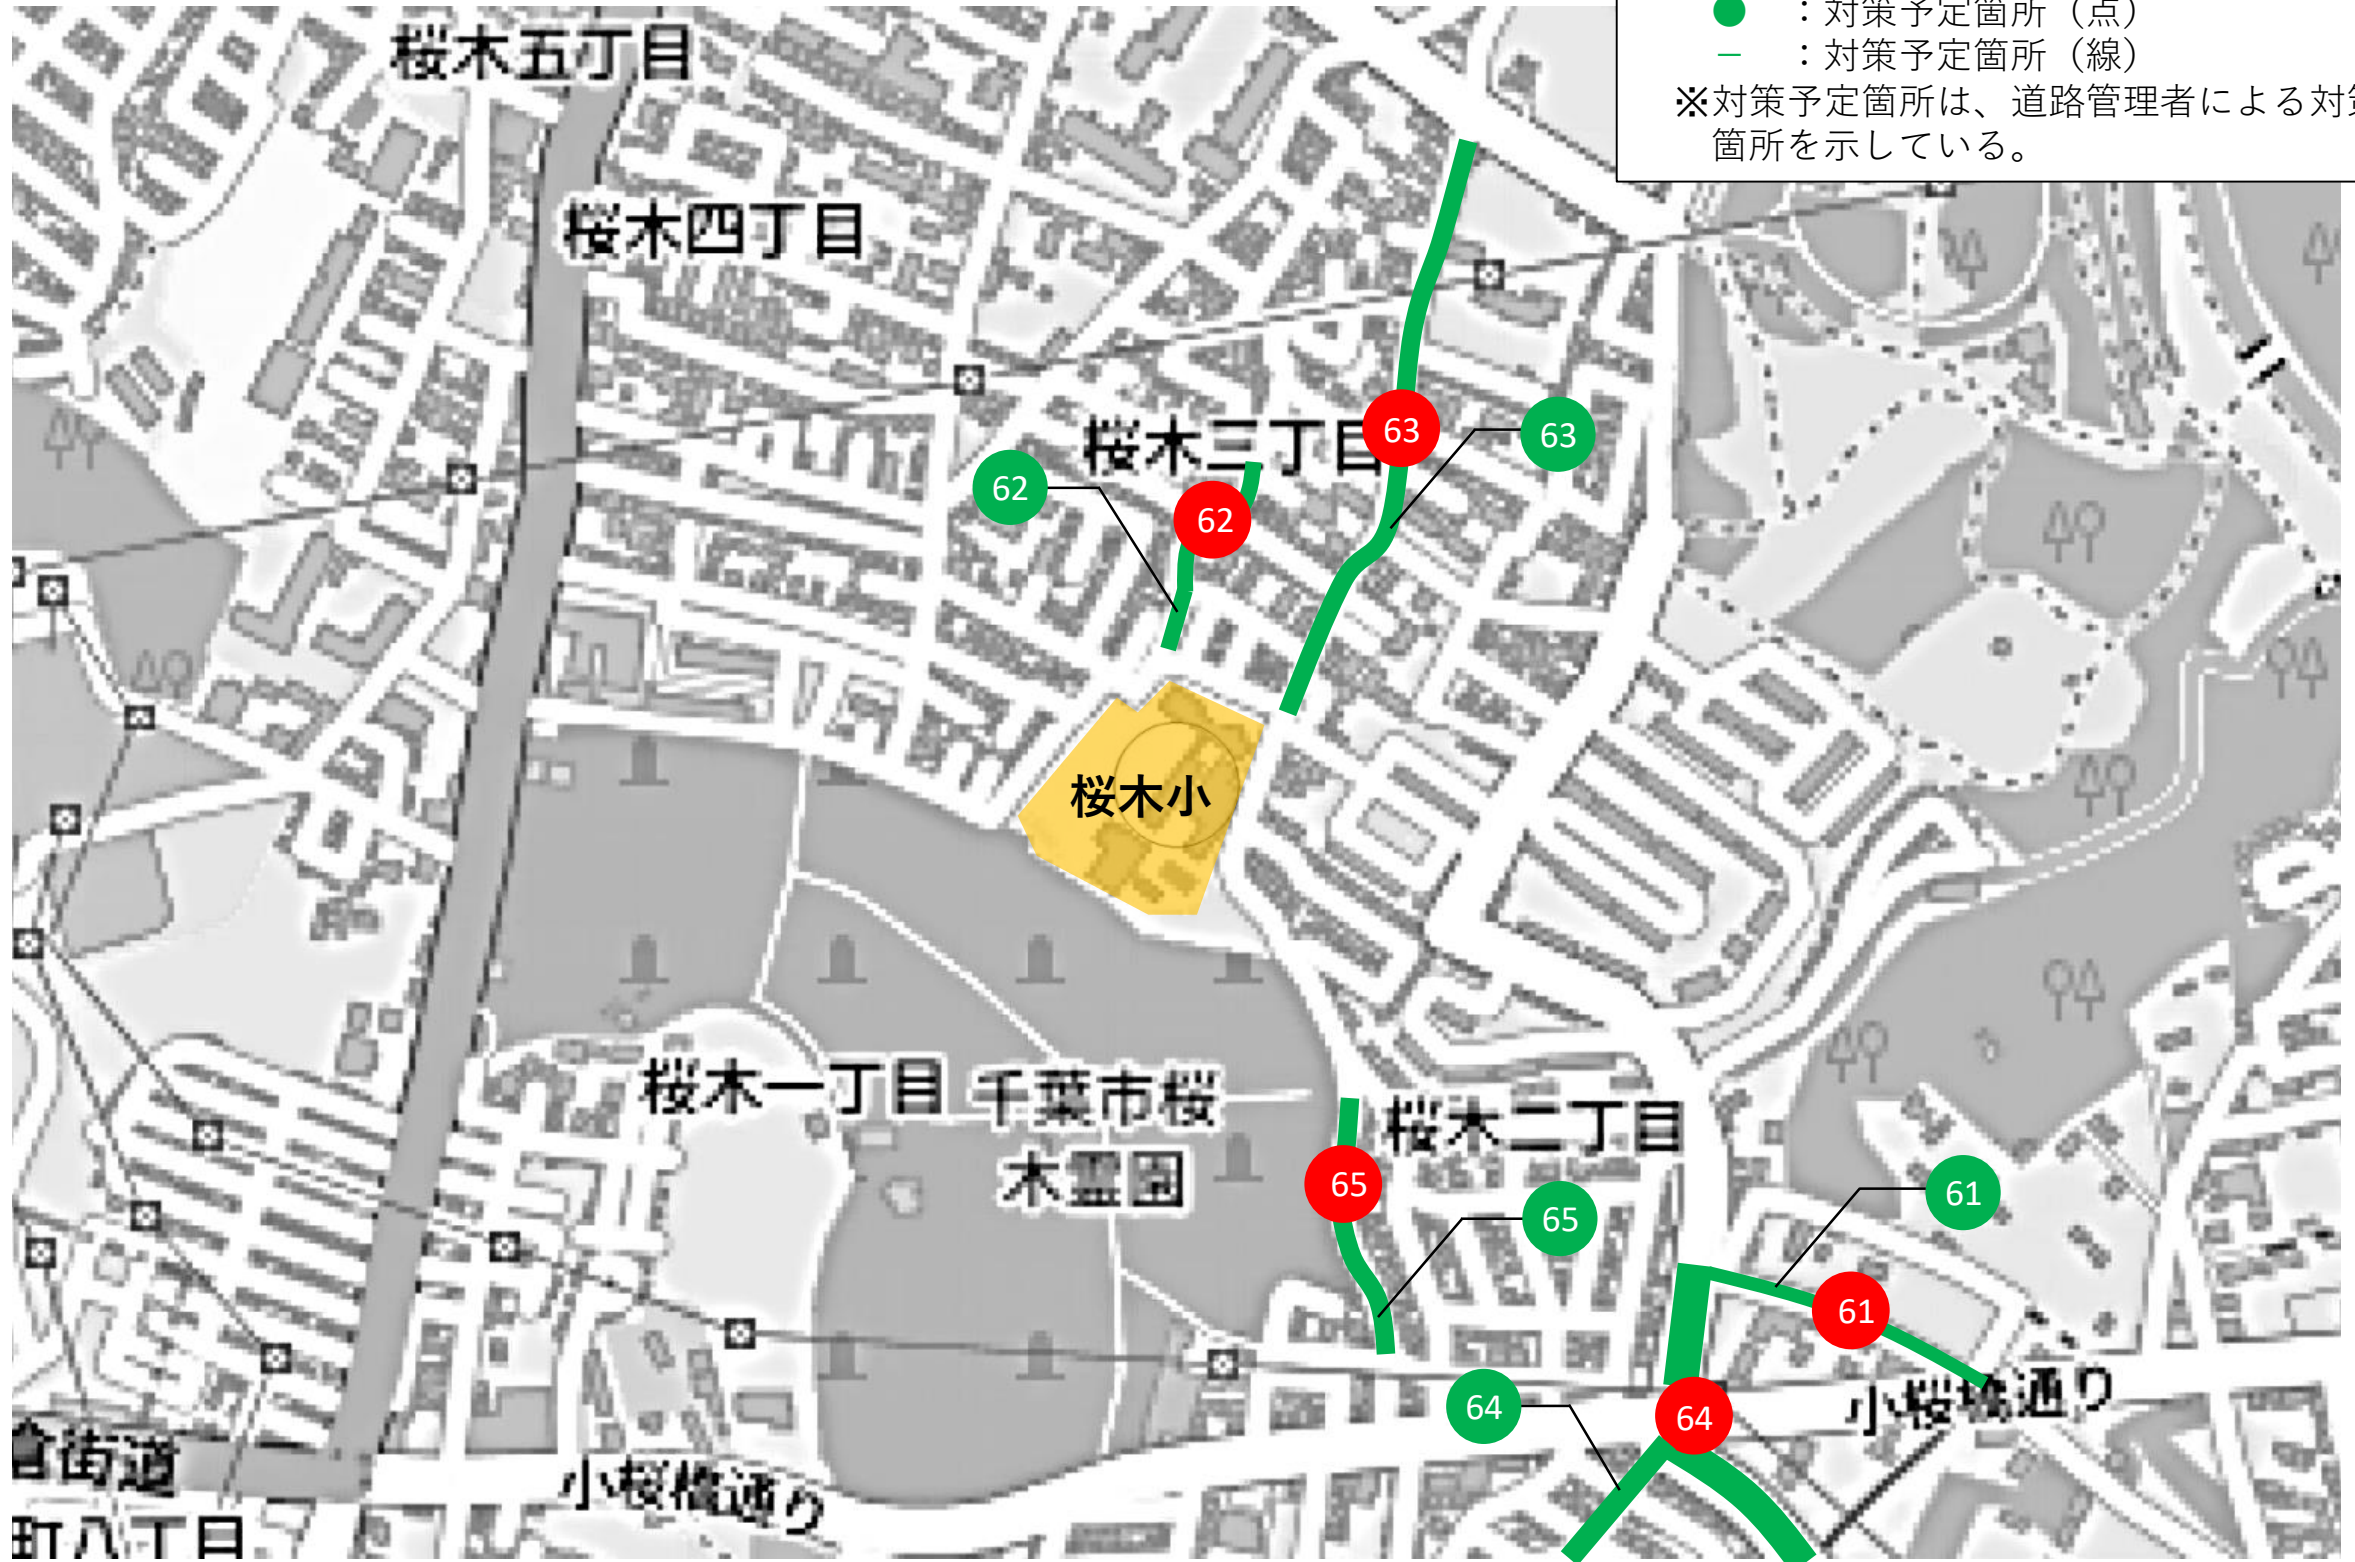 ：対策予定箇所（点）
：対策予定箇所（線）
※対策予定箇所は、道路管理者による対策
箇所を示している。
桜木五丁目
桜木四丁目
桜木三丁目
63
63
62
62
桜木小
桜木一丁目
千葉市桜
木霊園
桜木二丁目
65
65
61
61
64
64
小桜橋通り
小桜橋通り
倉街道
町八丁目